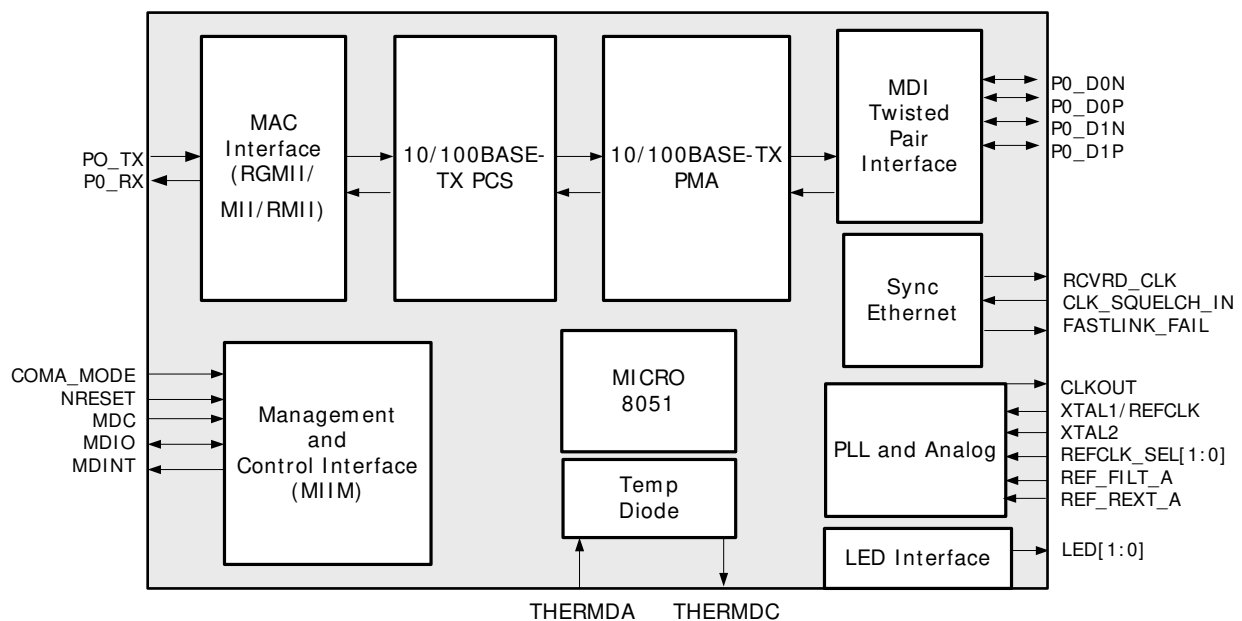 MAC
Interface
(RGMII/
MII/RMII)
10/100BASE-
TX PCS
10/100BASE-TX
PMA
MDI
Twisted
Pair
Interface
PO_TX
P0_RX
P0_D0N
P0_D0P
P0_D1N
P0_D1P
Sync
Ethernet
RCVRD_CLK
CLK_SQUELCH_IN
FASTLINK_FAIL
COMA_MODE
NRESET
MDC
MDIO
MDINT
Management
and
Control Interface
(MIIM)
MICRO
8051
Temp
Diode
PLL and Analog
CLKOUT
XTAL1/REFCLK
XTAL2
REFCLK_SEL[1:0]
REF_FILT_A
REF_REXT_A
LED Interface
LED[1:0]
THERMDA
THERMDC